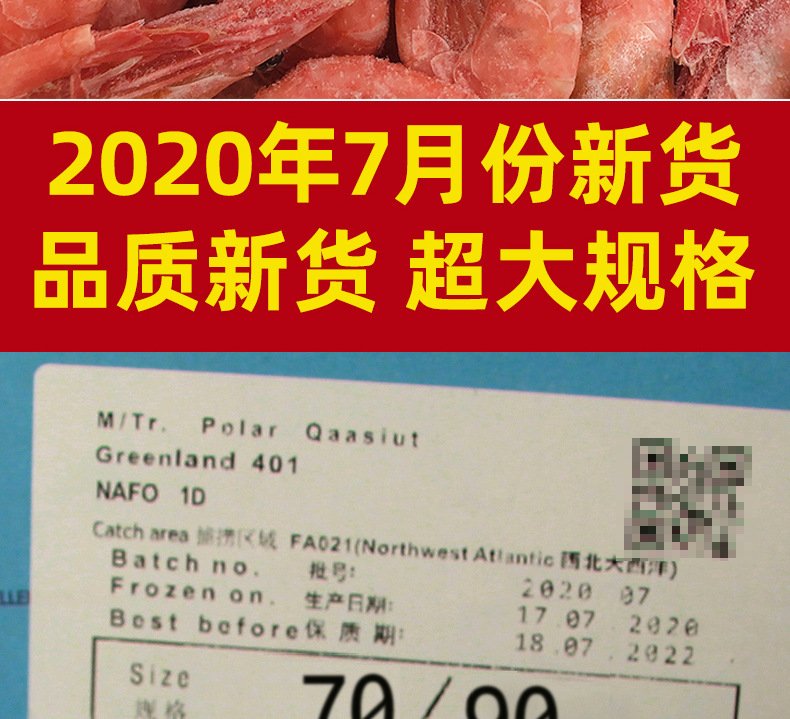 2020年7月份新货
品质新货 超大规格
M/Tr. Polar Qaasiut
Greenland 401
NAFO 1D
Catch area 捕捞区域 FA021(Northwest Atlantic 西北大西洋)
Batch no. 批号: 2020 07
Frozen on. 生产日期: 17.07.2020
Best before 保质期: 18.07.2022.
Size 70/90
规格